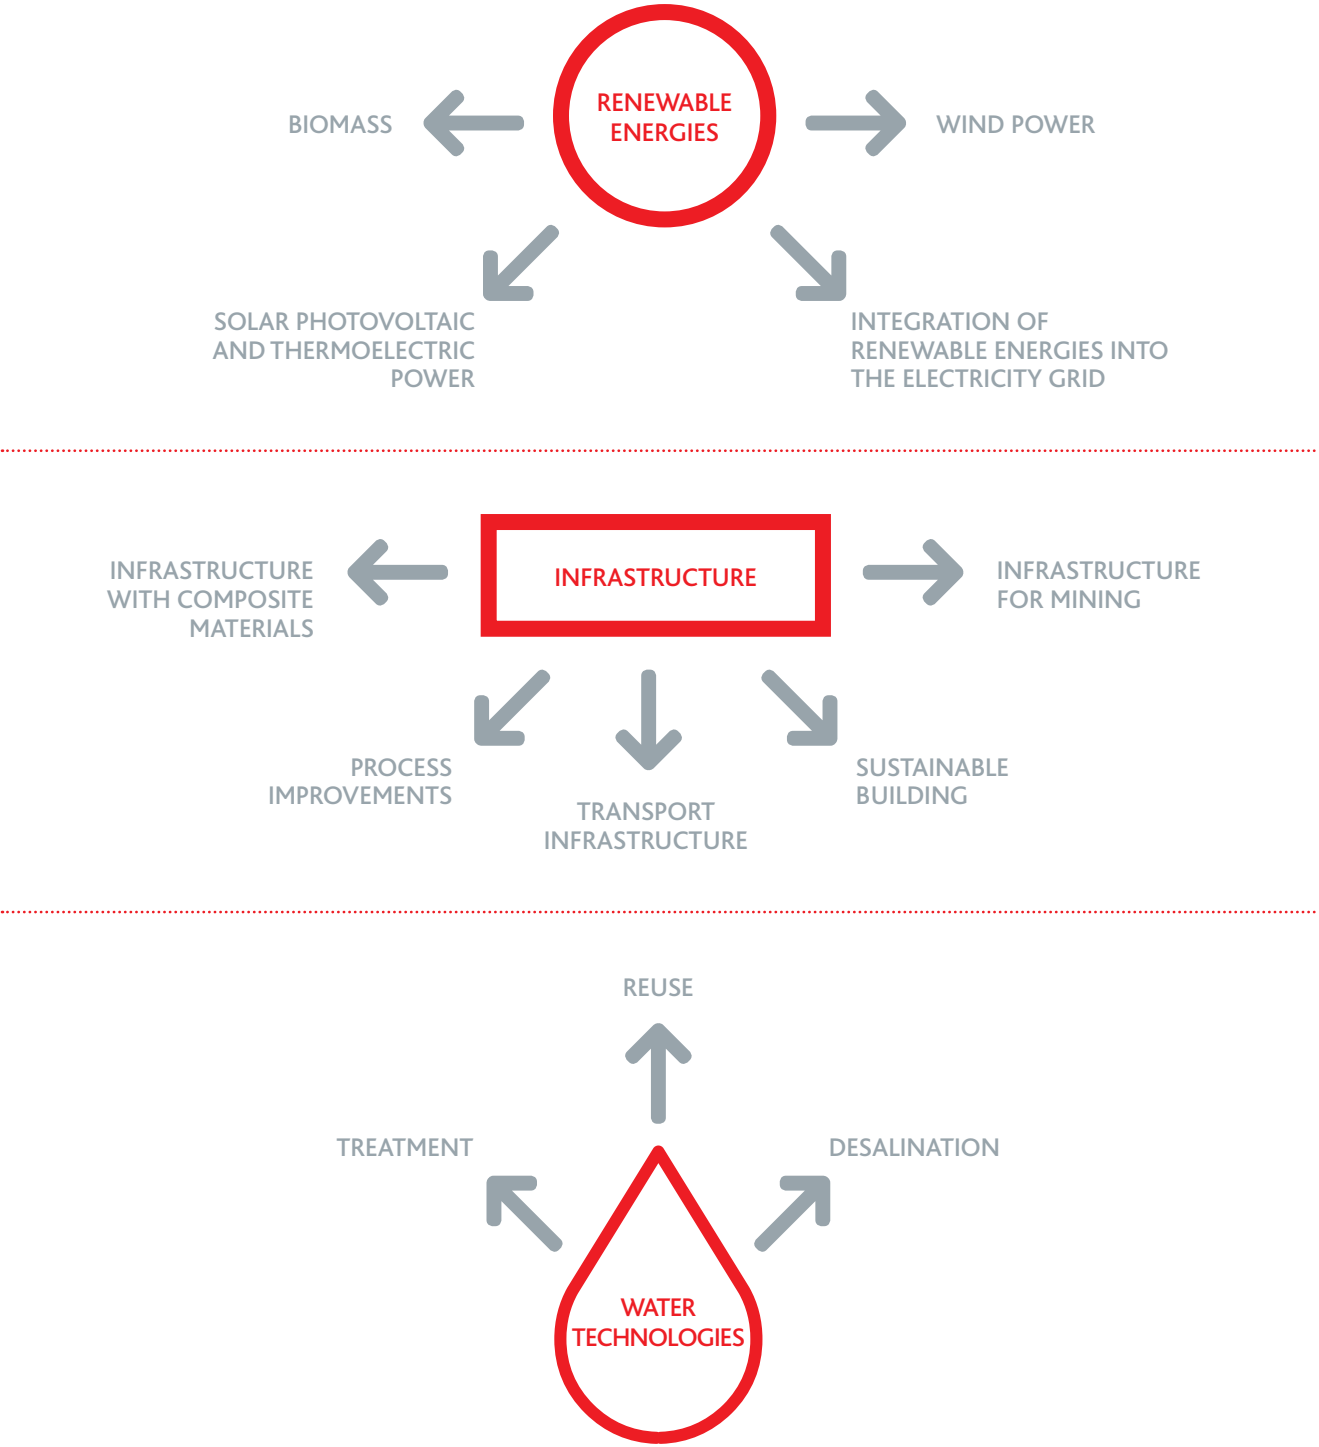 RENEWABLE
ENERGIES
BIOMASS
WIND POWER
SOLAR PHOTOVOLTAIC
AND THERMOELECTRIC
POWER
INTEGRATION OF
RENEWABLE ENERGIES INTO
THE ELECTRICITY GRID
INFRASTRUCTURE
INFRASTRUCTURE
WITH COMPOSITE
MATERIALS
INFRASTRUCTURE
FOR MINING
PROCESS
IMPROVEMENTS
TRANSPORT
INFRASTRUCTURE
SUSTAINABLE
BUILDING
REUSE
TREATMENT
DESALINATION
WATER
TECHNOLOGIES